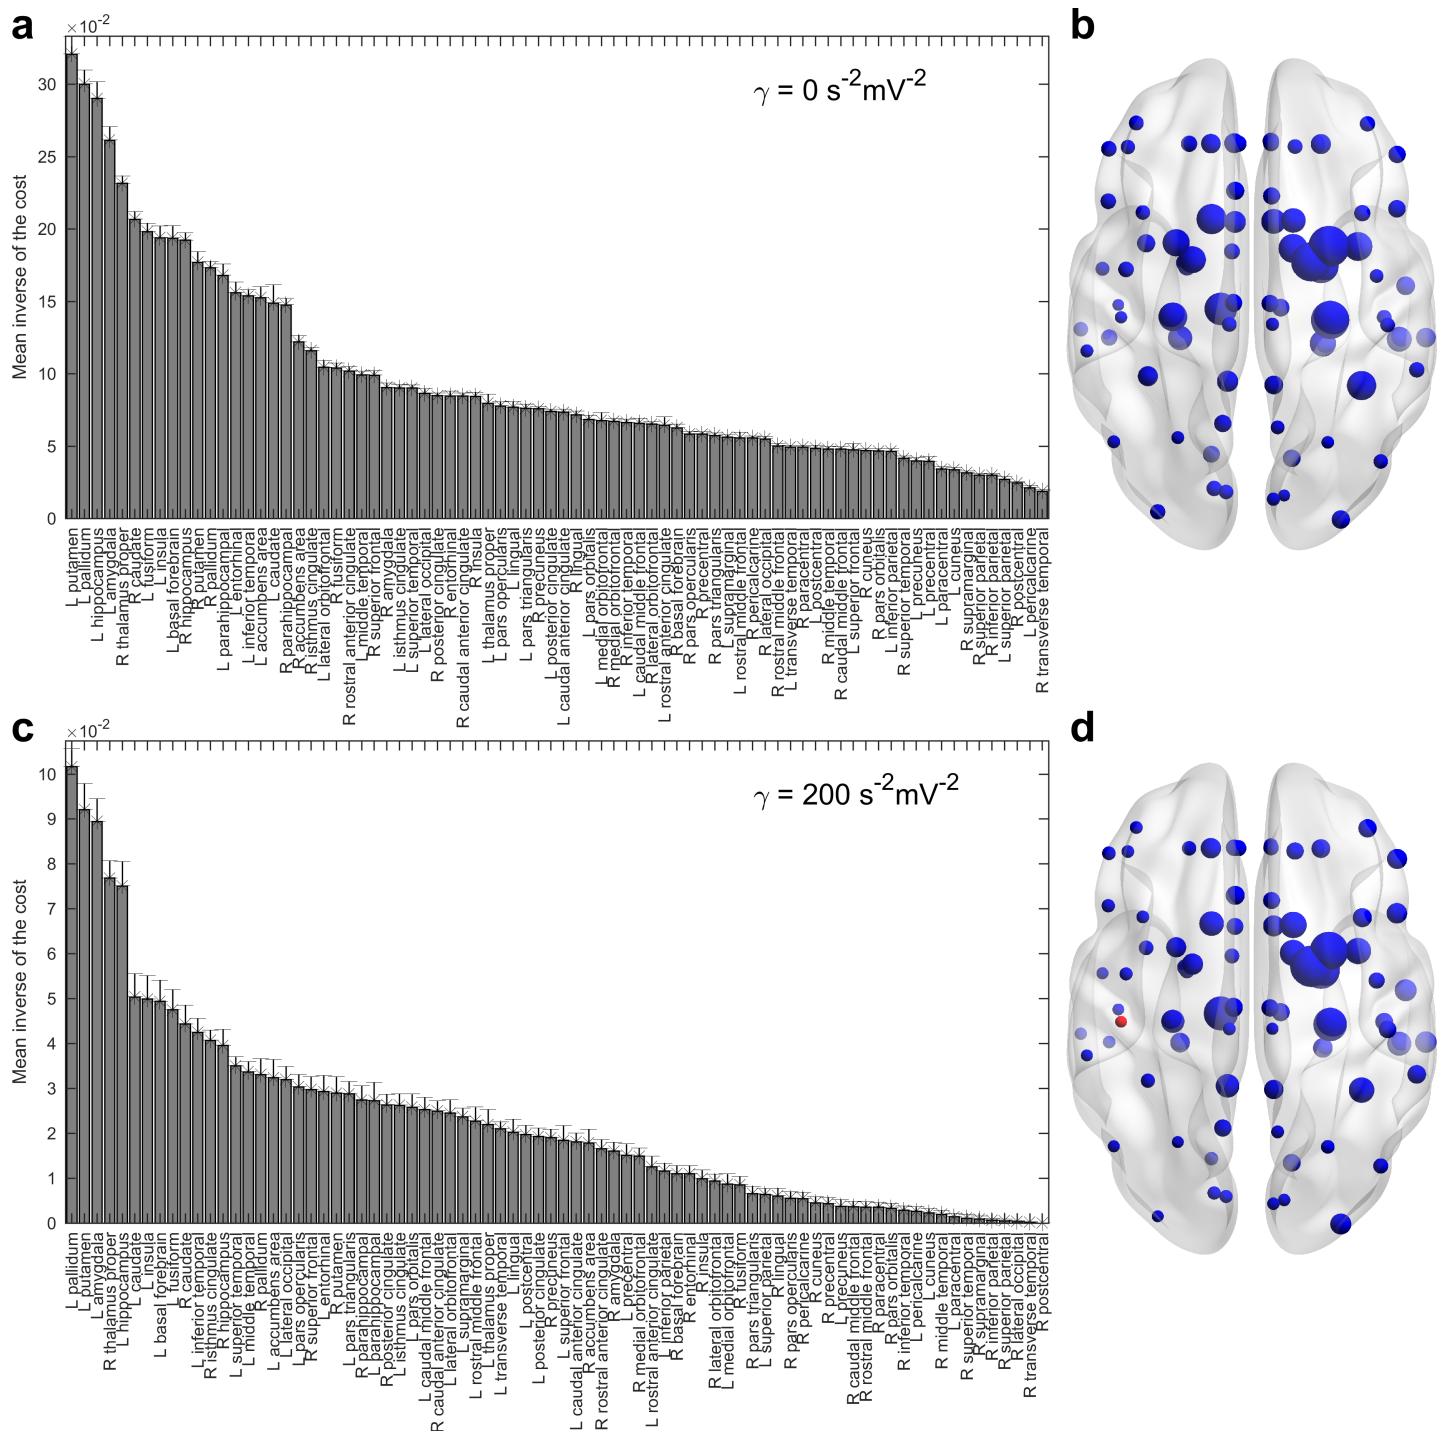 a
×10-2
30
25
20
15
10
5
0
Mean inverse of the cost
γ = 0 s-2mV-2
L putamen
L pallidum
L hippocampus
L amygdala
R thalamus proper
R caudate
L fusiform
L insula
L basal forebrain
R hippocampus
R putamen
R pallidum
L parahippocampal
L entorhinal
L inferior temporal
L accumbens area
L caudate
R parahippocampal
R accumbens area
R isthmus cingulate
L lateral orbitofrontal
R fusiform
R rostral anterior cingulate
L middle temporal
R superior frontal
R amygdala
L isthmus cingulate
L superior temporal
L lateral occipital
R posterior cingulate
R entorhinal
R caudal anterior cingulate
R insula
L thalamus proper
L pars opercularis
L lingual
L pars triangularis
R precuneus
L posterior cingulate
L caudal anterior cingulate
R lingual
L pars orbitalis
L medial orbitofrontal
R medial orbitofrontal
R inferior temporal
L caudal middle frontal
R lateral orbitofrontal
L rostral anterior cingulate
R basal forebrain
R pars opercularis
R precentral
R pars triangularis
L supramarginal
L rostral middle frontal
R pericalcarine
R lateral occipital
R rostral middle frontal
L transverse temporal
R paracentral
L postcentral
R middle temporal
R caudal middle frontal
L superior frontal
R cuneus
R pars orbitalis
L inferior parietal
R superior temporal
L precuneus
L precentral
L paracentral
L cuneus
R supramarginal
R superior parietal
R inferior parietal
L superior parietal
R postcentral
L pericalcarine
R transverse temporal
b
c
×10-2
10
9
8
7
6
5
4
3
2
1
0
Mean inverse of the cost
γ = 200 s-2mV-2
L pallidum
L putamen
L amygdala
R thalamus proper
L hippocampus
L caudate
L insula
L basal forebrain
L fusiform
R caudate
L inferior temporal
R isthmus cingulate
R hippocampus
L superior temporal
L middle temporal
R pallidum
L accumbens area
L lateral occipital
L pars opercularis
R superior frontal
L entorhinal
R putamen
L pars triangularis
R parahippocampal
L parahippocampal
R posterior cingulate
L isthmus cingulate
L pars orbitalis
L caudal middle frontal
R caudal anterior cingulate
L lateral orbitofrontal
L supramarginal
L rostral middle frontal
L thalamus proper
L transverse temporal
L lingual
L postcentral
L posterior cingulate
R precuneus
L superior frontal
L caudal anterior cingulate
R accumbens area
R rostral anterior cingulate
R amygdala
L precentral
R medial orbitofrontal
L rostral anterior cingulate
L inferior parietal
R basal forebrain
R entorhinal
R insula
R lateral orbitofrontal
L medial orbitofrontal
R fusiform
R pars triangularis
L superior parietal
R lingual
R pars opercularis
R pericalcarine
R cuneus
R precentral
L precuneus
R caudal middle frontal
R rostral middle frontal
R paracentral
R pars orbitalis
R inferior temporal
L pericalcarine
L cuneus
R middle temporal
L paracentral
R superior temporal
R supramarginal
R inferior parietal
R superior parietal
R lateral occipital
R transverse temporal
R postcentral
d